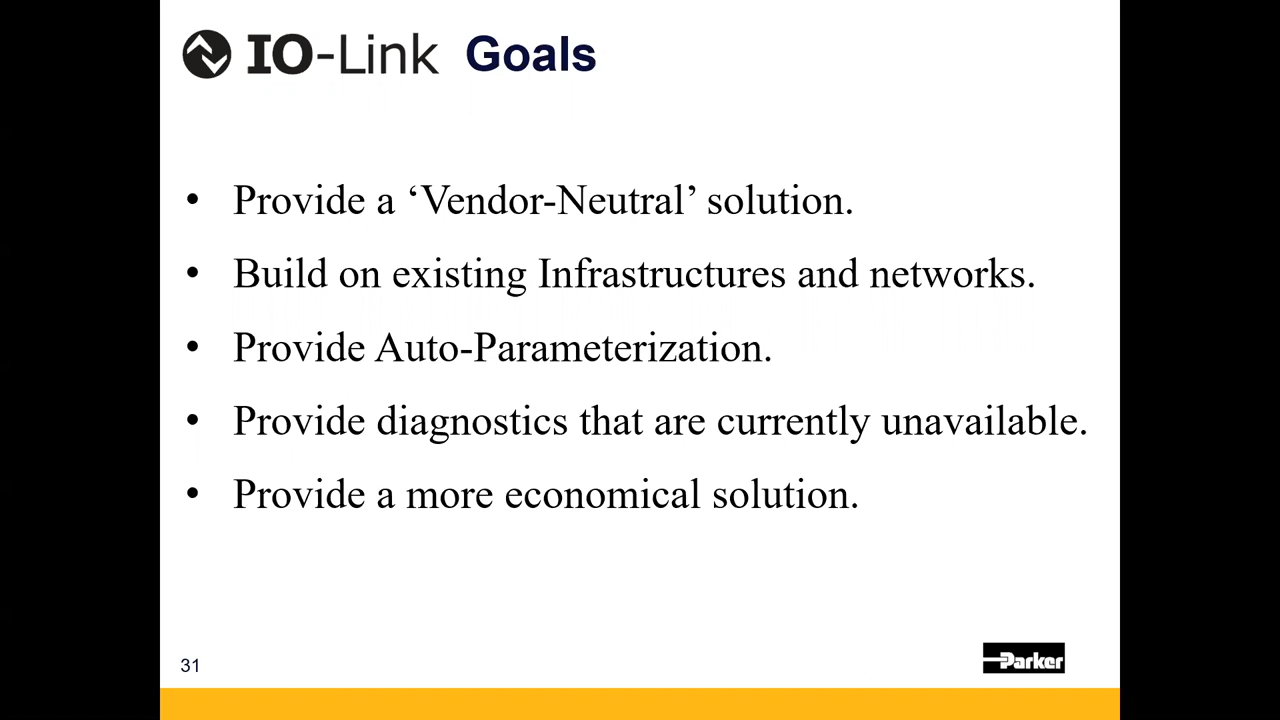 IO-Link Goals
• Provide a ‘Vendor-Neutral’ solution.
• Build on existing Infrastructures and networks.
• Provide Auto-Parameterization.
• Provide diagnostics that are currently unavailable.
• Provide a more economical solution.
31
Parker